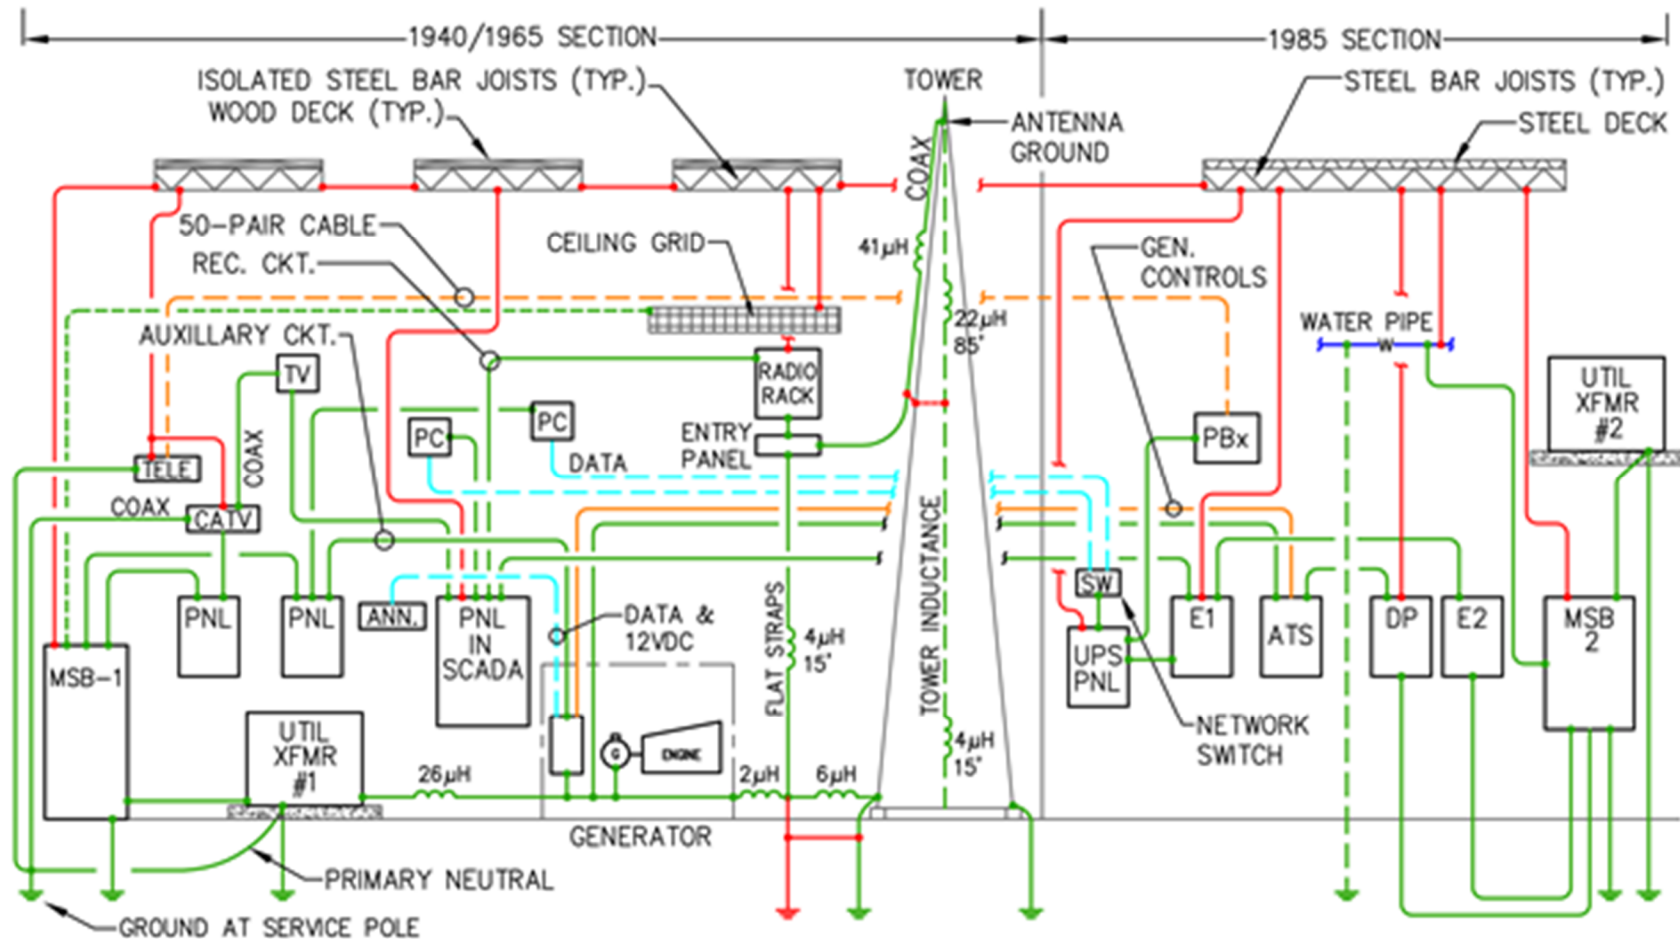 1940/1965 SECTION
1985 SECTION
ISOLATED STEEL BAR JOISTS (TYP.)
WOOD DECK (TYP.)
TOWER
STEEL BAR JOISTS (TYP.)
STEEL DECK
ANTENNA
GROUND
COAX
50-PAIR CABLE
REC. CKT.
CEILING GRID
41µH
GEN.
CONTROLS
AUXILLARY CKT.
22µH
85'
WATER PIPE
W
TV
RADIO
RACK
UTIL
XFMR
#2
PC
PC
ENTRY
PANEL
PBx
COAX
TELE
DATA
COAX
CATV
TOWER INDUCTANCE
FLAT STRAPS
SW
PNL
PNL
ANN.
PNL
IN
SCADA
DATA &
12VDC
4µH
15'
E1
ATS
DP
E2
MSB
2
UPS
PNL
MSB-1
UTIL
XFMR
#1
G
ENGINE
4µH
15'
NETWORK
SWITCH
26µH
2µH
6µH
GENERATOR
PRIMARY NEUTRAL
GROUND AT SERVICE POLE